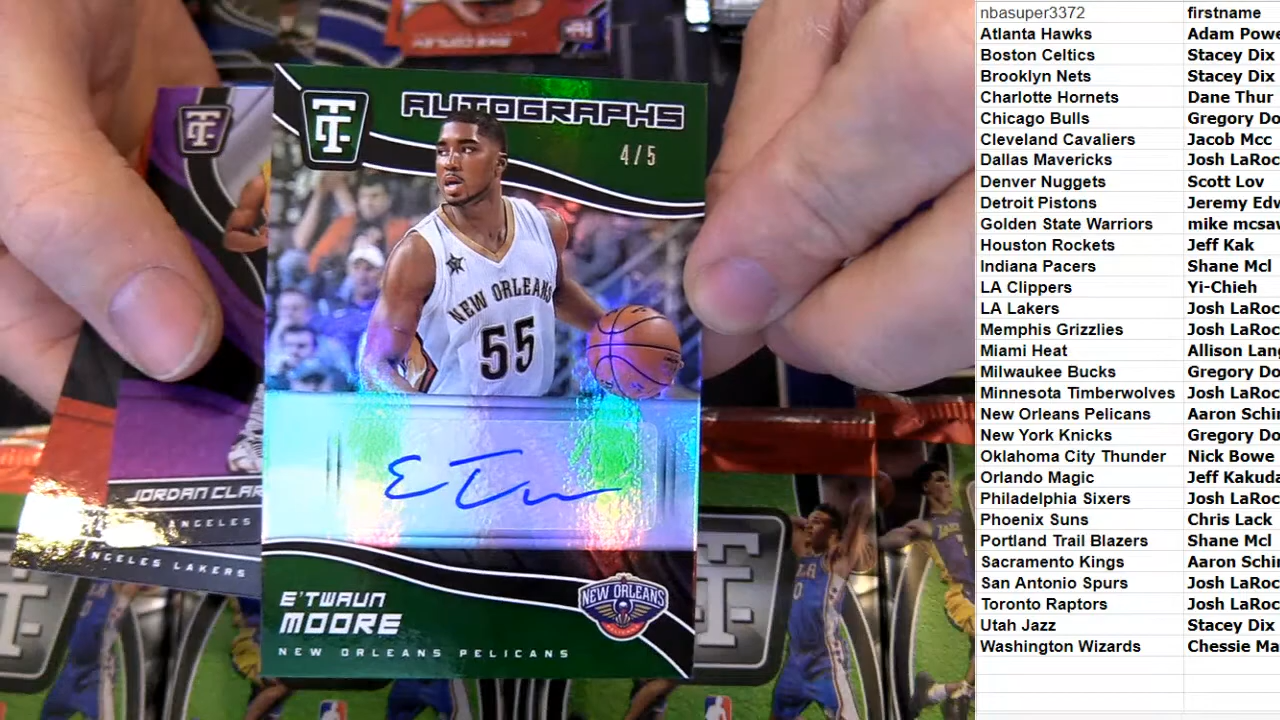 AUTOGRAPHS
4/5
NEW ORLEANS
55
E'TWAUN
MOORE
NEW ORLEANS PELICANS
NEW ORLEANS
PELICANS
JORDAN CLAR
ANGELES
ANGELES LAKERS
nbasuper3372 firstname
Atlanta Hawks Adam Powe
Boston Celtics Stacey Dix
Brooklyn Nets Stacey Dix
Charlotte Hornets Dane Thur
Chicago Bulls Gregory Do
Cleveland Cavaliers Jacob Mcc
Dallas Mavericks Josh LaRoc
Denver Nuggets Scott Lov
Detroit Pistons Jeremy Edw
Golden State Warriors mike mcsav
Houston Rockets Jeff Kak
Indiana Pacers Shane Mcl
LA Clippers Yi-Chieh
LA Lakers Josh LaRoc
Memphis Grizzlies Josh LaRoc
Miami Heat Allison Lang
Milwaukee Bucks Gregory Do
Minnesota Timberwolves Josh LaRoc
New Orleans Pelicans Aaron Schin
New York Knicks Gregory Do
Oklahoma City Thunder Nick Bowe
Orlando Magic Jeff Kakuda
Philadelphia Sixers Josh LaRoc
Phoenix Suns Chris Lack
Portland Trail Blazers Shane Mcl
Sacramento Kings Aaron Schin
San Antonio Spurs Josh LaRoc
Toronto Raptors Josh LaRoc
Utah Jazz Stacey Dix
Washington Wizards Chessie Ma